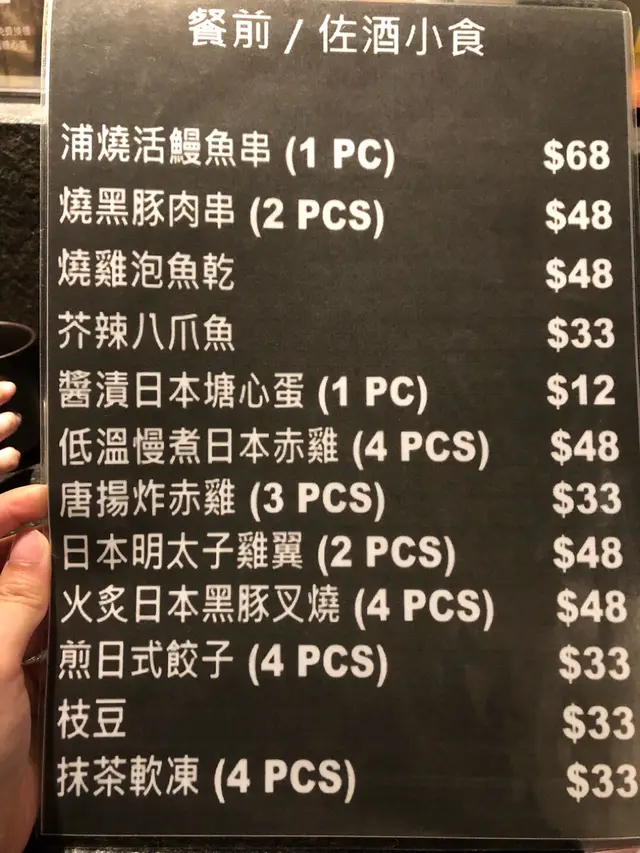 餐前 / 佐酒小食
浦燒活鰻魚串 (1 PC) $68
燒黑豚肉串 (2 PCS) $48
燒雞泡魚乾 $48
芥辣八爪魚 $33
醬漬日本塘心蛋 (1 PC) $12
低溫慢煮日本赤雞 (4 PCS) $48
唐揚炸赤雞 (3 PCS) $33
日本明太子雞翼 (2 PCS) $48
火炙日本黑豚叉燒 (4 PCS) $48
煎日式餃子 (4 PCS) $33
枝豆 $33
抹茶軟凍 (4 PCS) $33